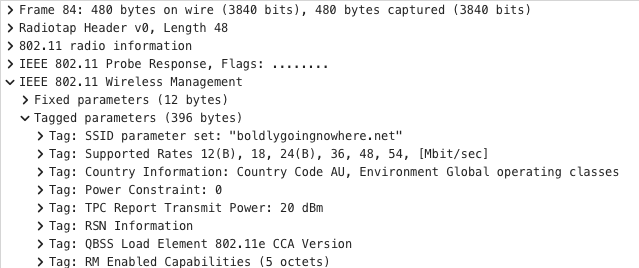 Frame 84: 480 bytes on wire (3840 bits), 480 bytes captured (3840 bits)
Radiotap Header v0, Length 48
802.11 radio information
IEEE 802.11 Probe Response, Flags: ........
IEEE 802.11 Wireless Management
Fixed parameters (12 bytes)
Tagged parameters (396 bytes)
Tag: SSID parameter set: "boldlygoingnowhere.net"
Tag: Supported Rates 12(B), 18, 24(B), 36, 48, 54, [Mbit/sec]
Tag: Country Information: Country Code AU, Environment Global operating classes
Tag: Power Constraint: 0
Tag: TPC Report Transmit Power: 20 dBm
Tag: RSN Information
Tag: QBSS Load Element 802.11e CCA Version
Tag: RM Enabled Capabilities (5 octets)